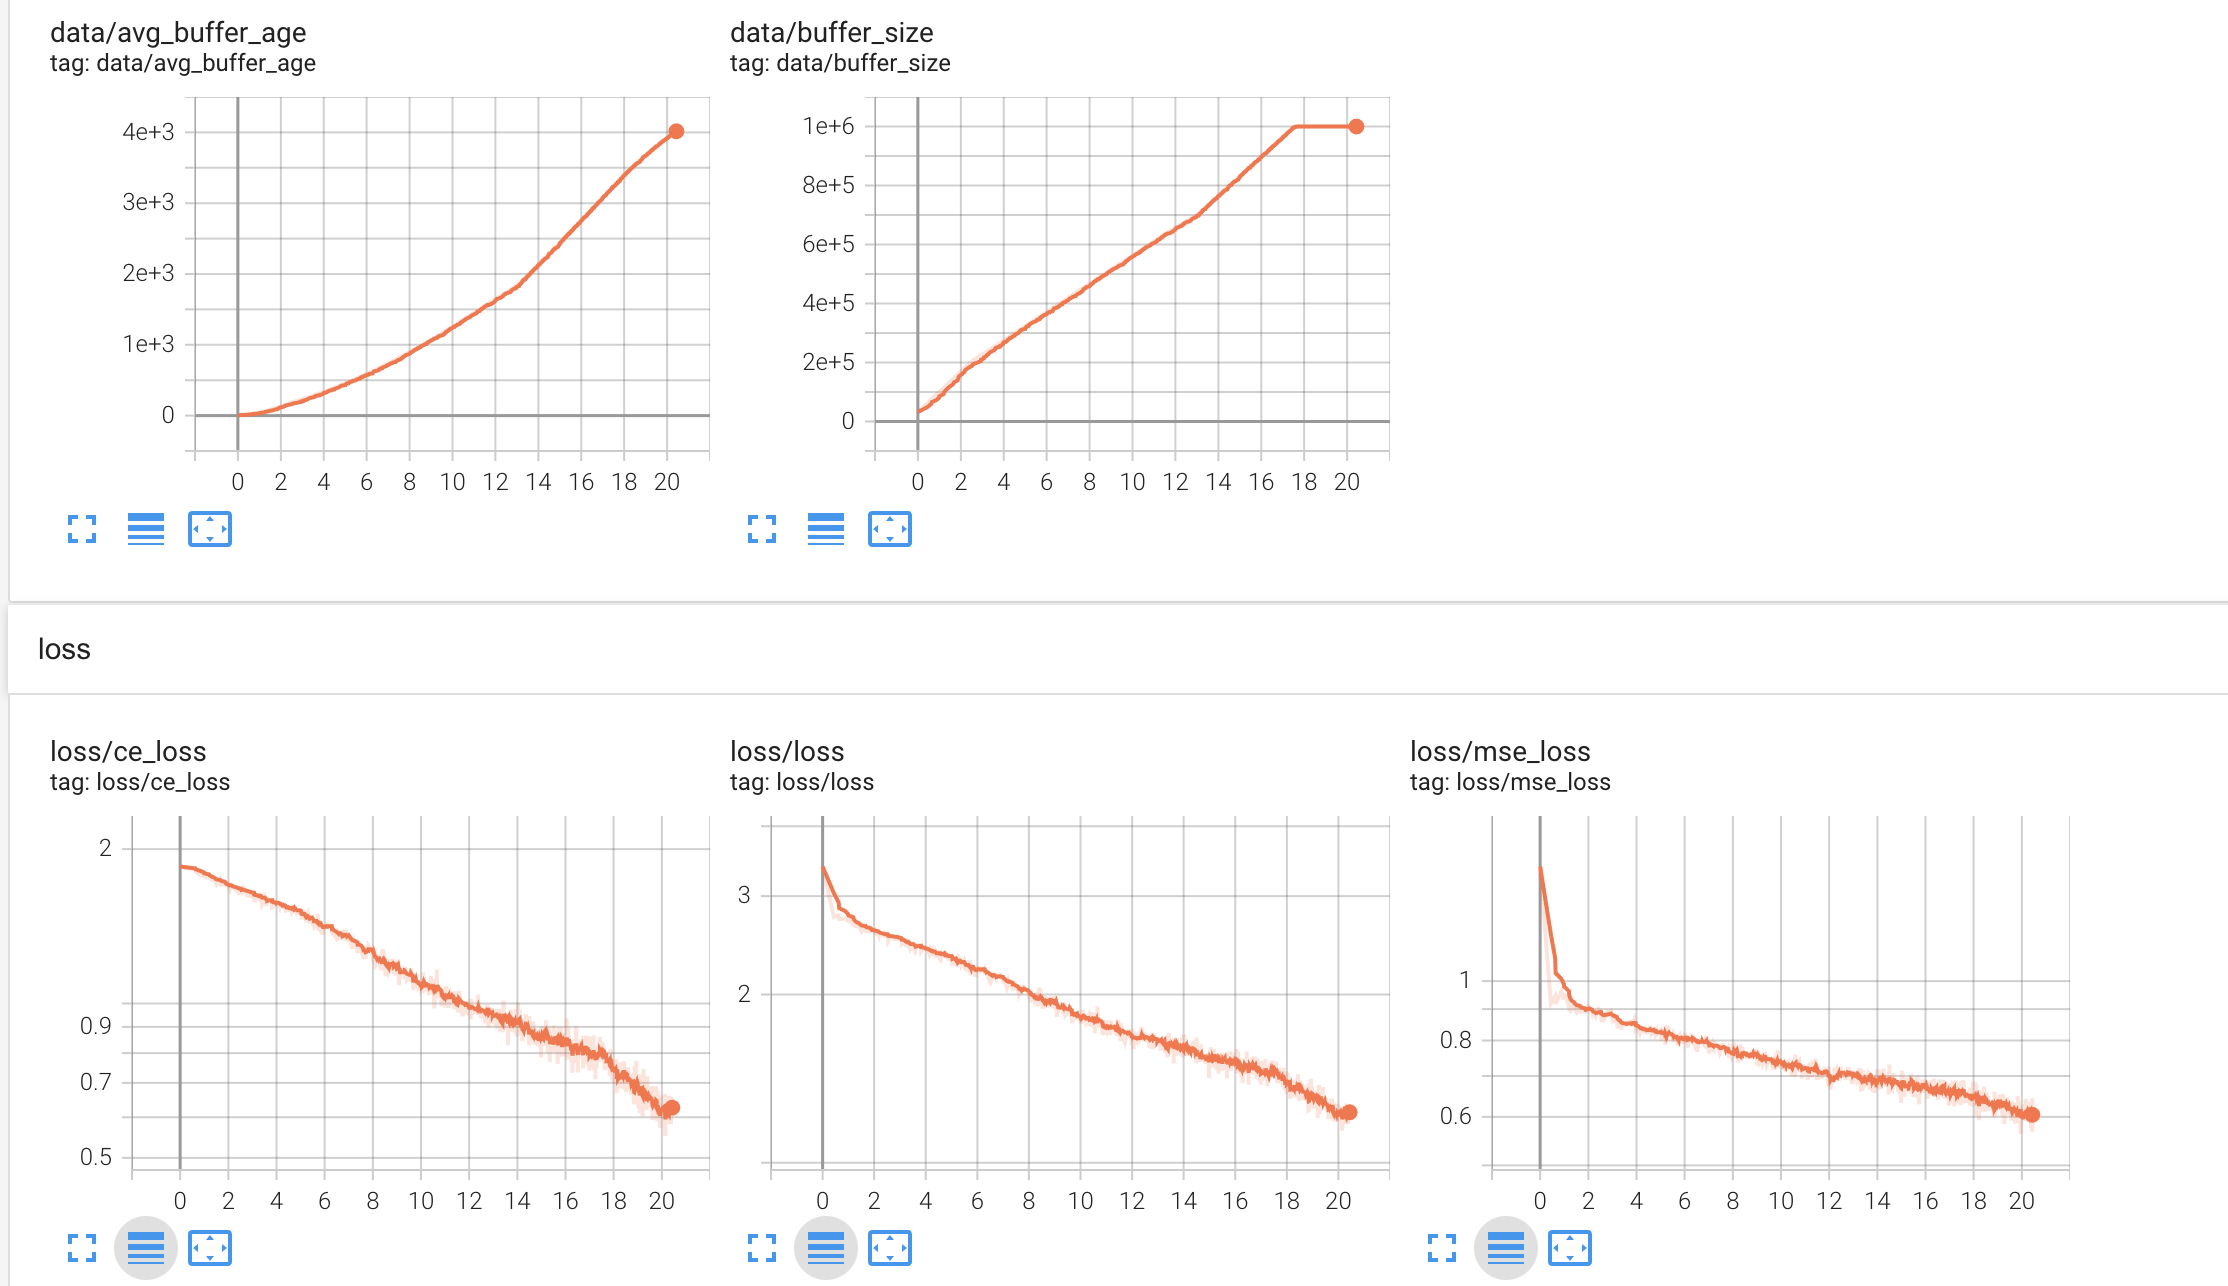 data/avg_buffer_age
tag: data/avg_buffer_age
4e+3
3e+3
2e+3
1e+3
0
0 2 4 6 8 10 12 14 16 18 20
data/buffer_size
tag: data/buffer_size
1e+6
8e+5
6e+5
4e+5
2e+5
0
0 2 4 6 8 10 12 14 16 18 20
loss
loss/ce_loss
tag: loss/ce_loss
2
0.9
0.7
0.5
0 2 4 6 8 10 12 14 16 18 20
loss/loss
tag: loss/loss
3
2
0 2 4 6 8 10 12 14 16 18 20
loss/mse_loss
tag: loss/mse_loss
1
0.8
0.6
0 2 4 6 8 10 12 14 16 18 20